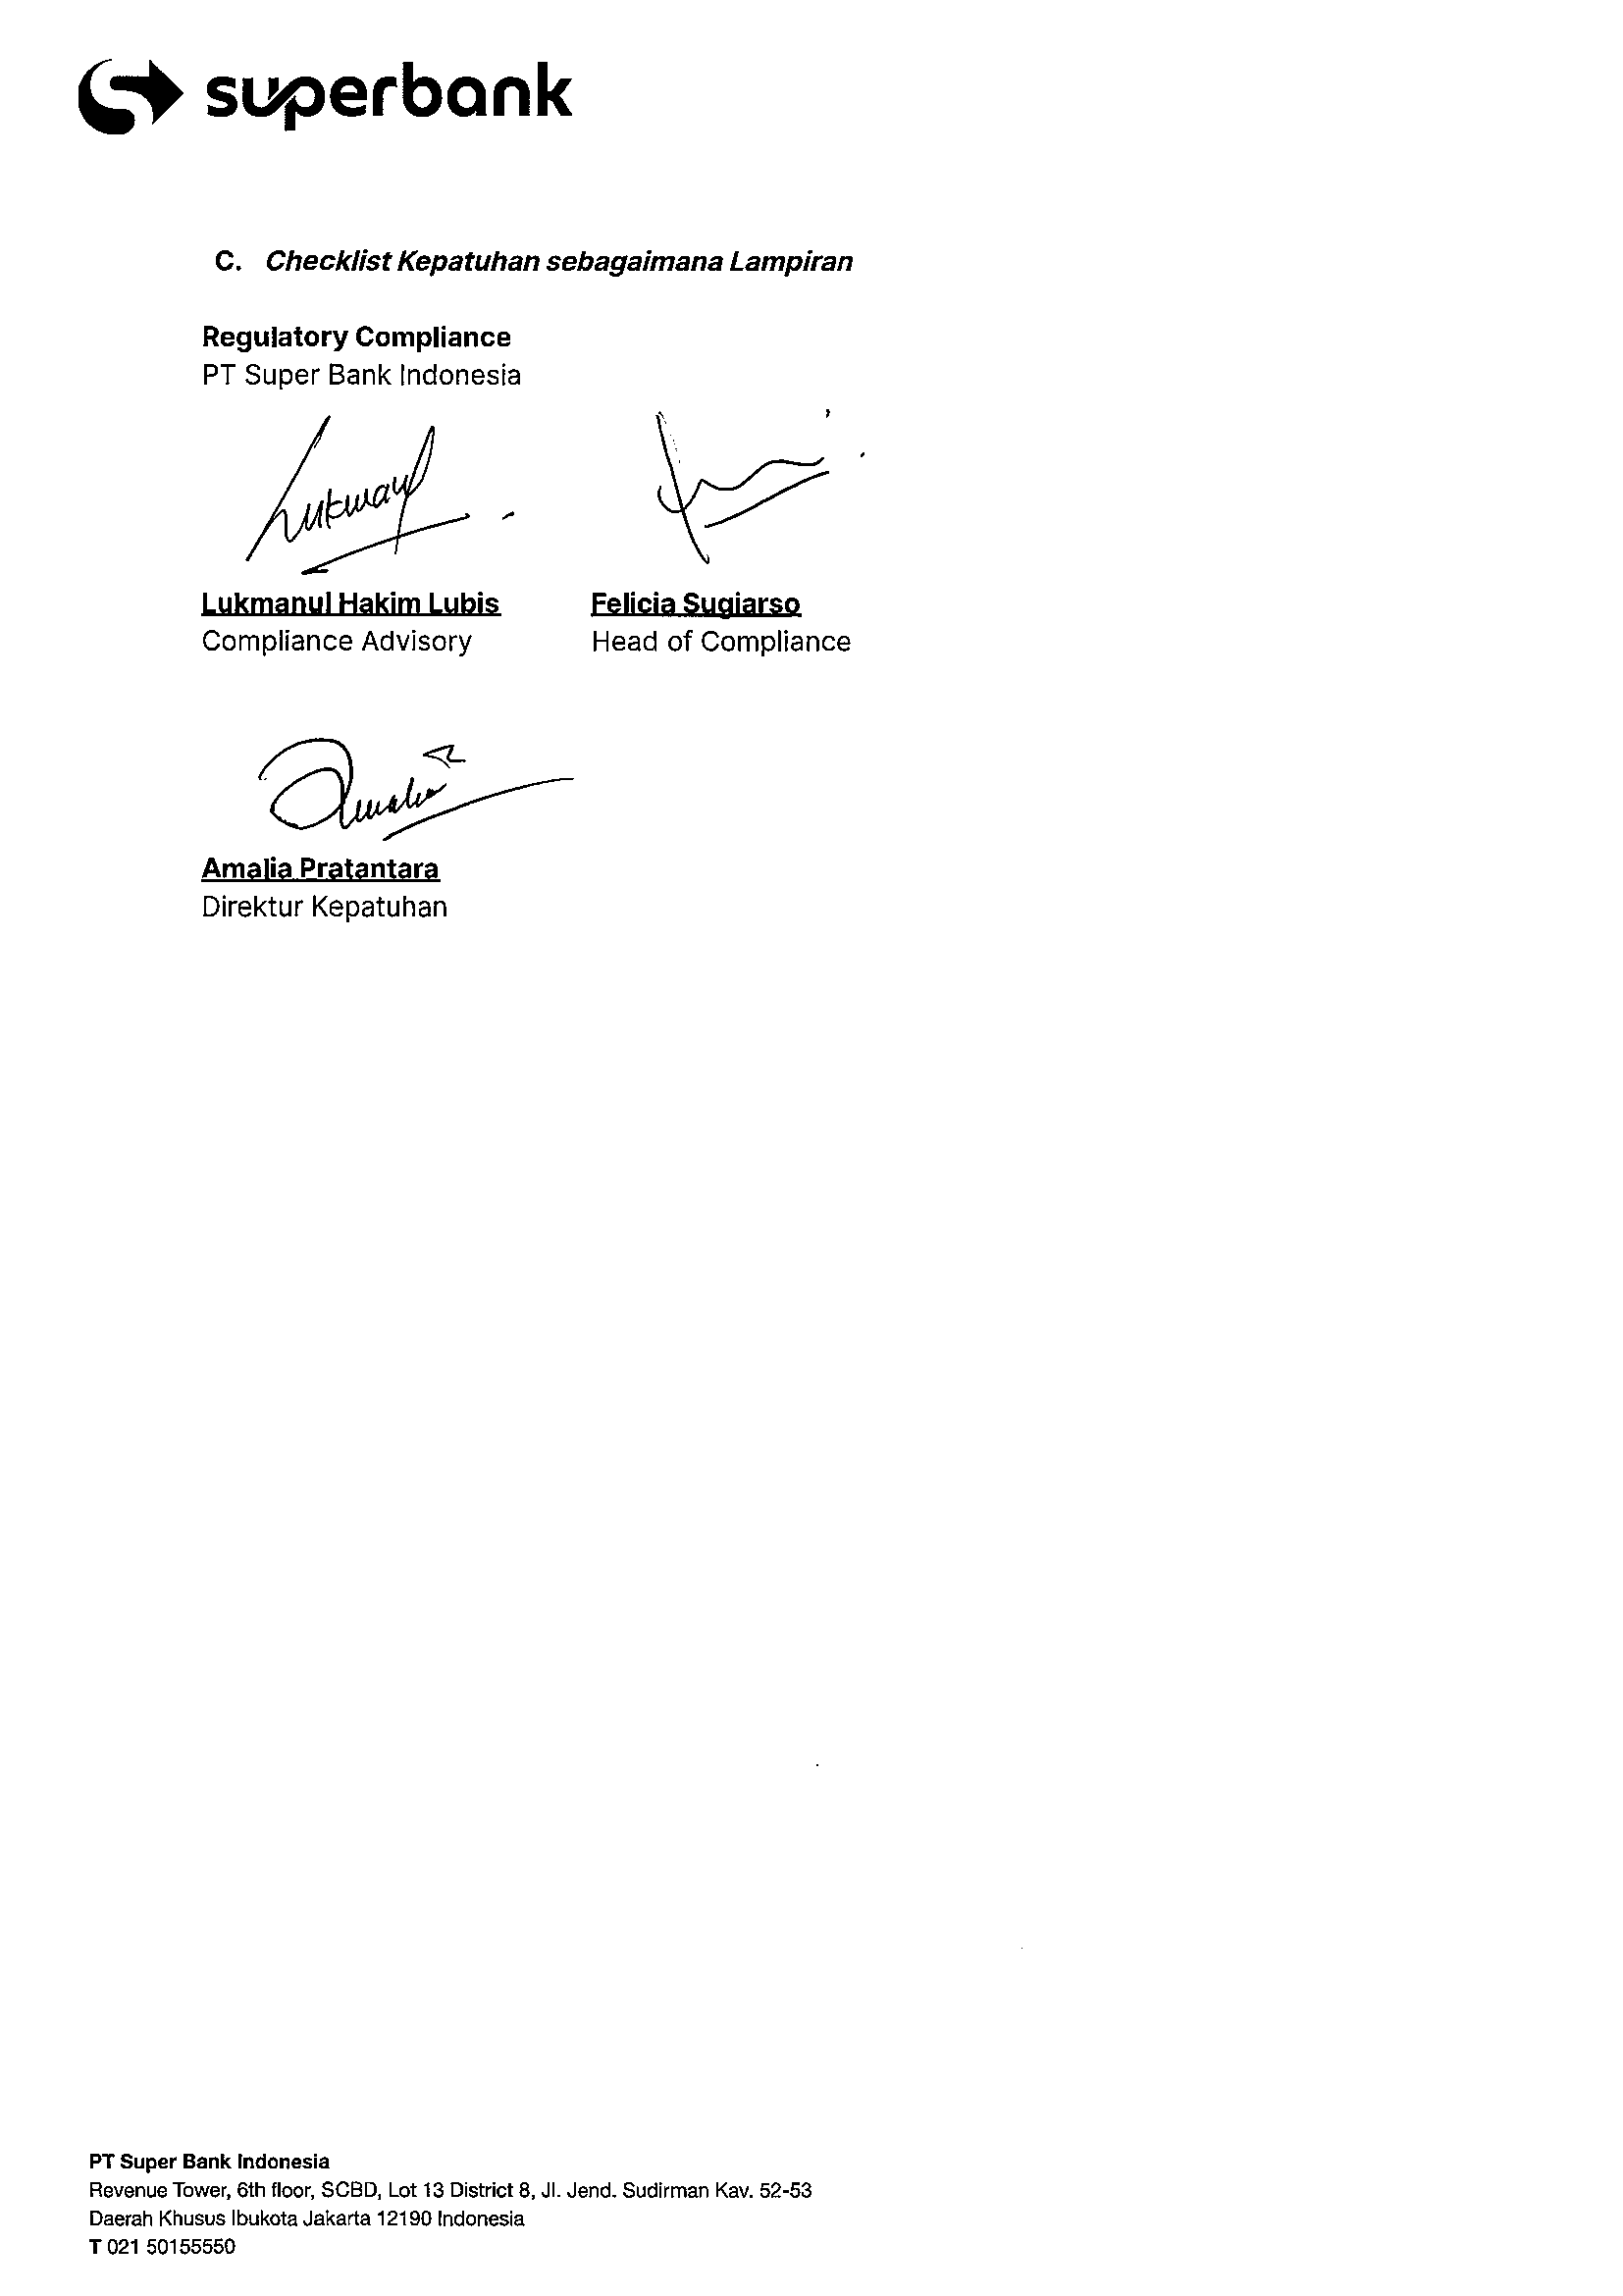 superbank
C. Checklist Kepatuhan sebagaimana Lampiran
Regulatory Compliance
PT Super Bank Indonesia
Lukmanul Hakim Lubis Felicia Sugiarso
Compliance Advisory Head of Compliance
Amalia
Amalia Pratantara
Direktur Kepatuhan
PT Super Bank Indonesia
Revenue Tower, 6th floor, SCBD, Lot 13 District 8, Jl. Jend. Sudirman Kav. 52-53
Daerah Khusus Ibukota Jakarta 12190 Indonesia
T 021 50155550